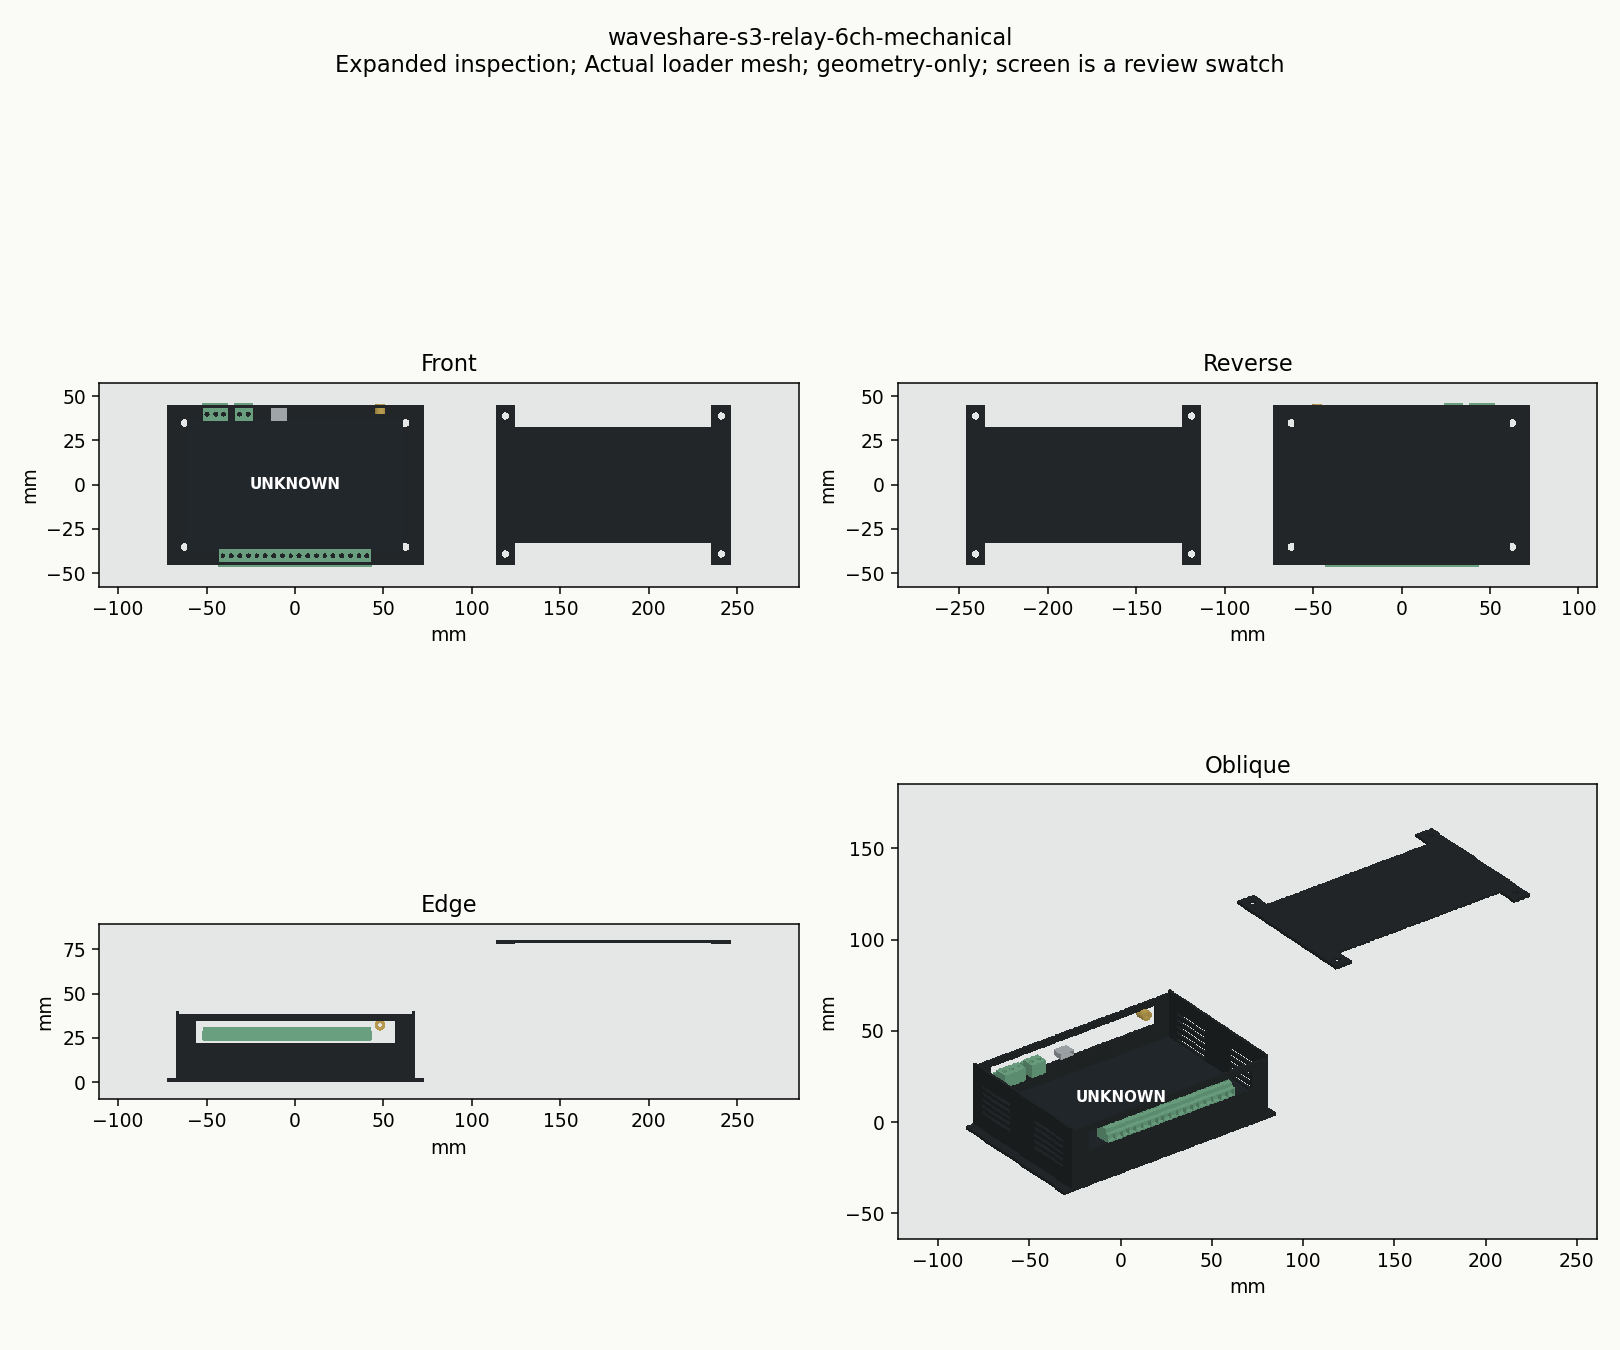 waveshare-s3-relay-6ch-mechanical
Expanded inspection; Actual loader mesh; geometry-only; screen is a review swatch
Front
50
25
0
−25
−50
mm
UNKNOWN
−100 −50 0 50 100 150 200 250
mm
Reverse
50
25
0
−25
−50
mm
−250 −200 −150 −100 −50 0 50 100
mm
Edge
75
50
25
0
mm
−100 −50 0 50 100 150 200 250
mm
Oblique
150
100
50
0
−50
mm
UNKNOWN
−100 −50 0 50 100 150 200 250
mm